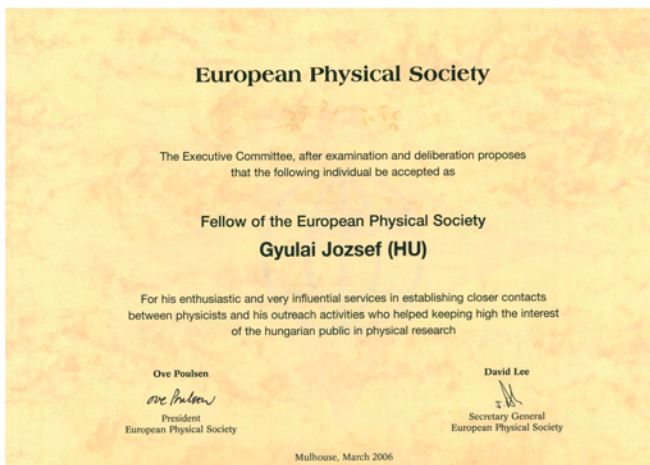 European Physical Society
The Executive Committee, after examination and deliberation proposes
that the following individual be accepted as
Fellow of the European Physical Society
Gyulai Jozsef (HU)
For his enthusiastic and very influential services in establishing closer contacts
between physicists and his outreach activities who helped keeping high the interest
of the hungarian public in physical research
Ove Poulsen
David Lee
Ove Poulsen
President
Secretary General
European Physical Society
European Physical Society
Mulhouse, March 2006